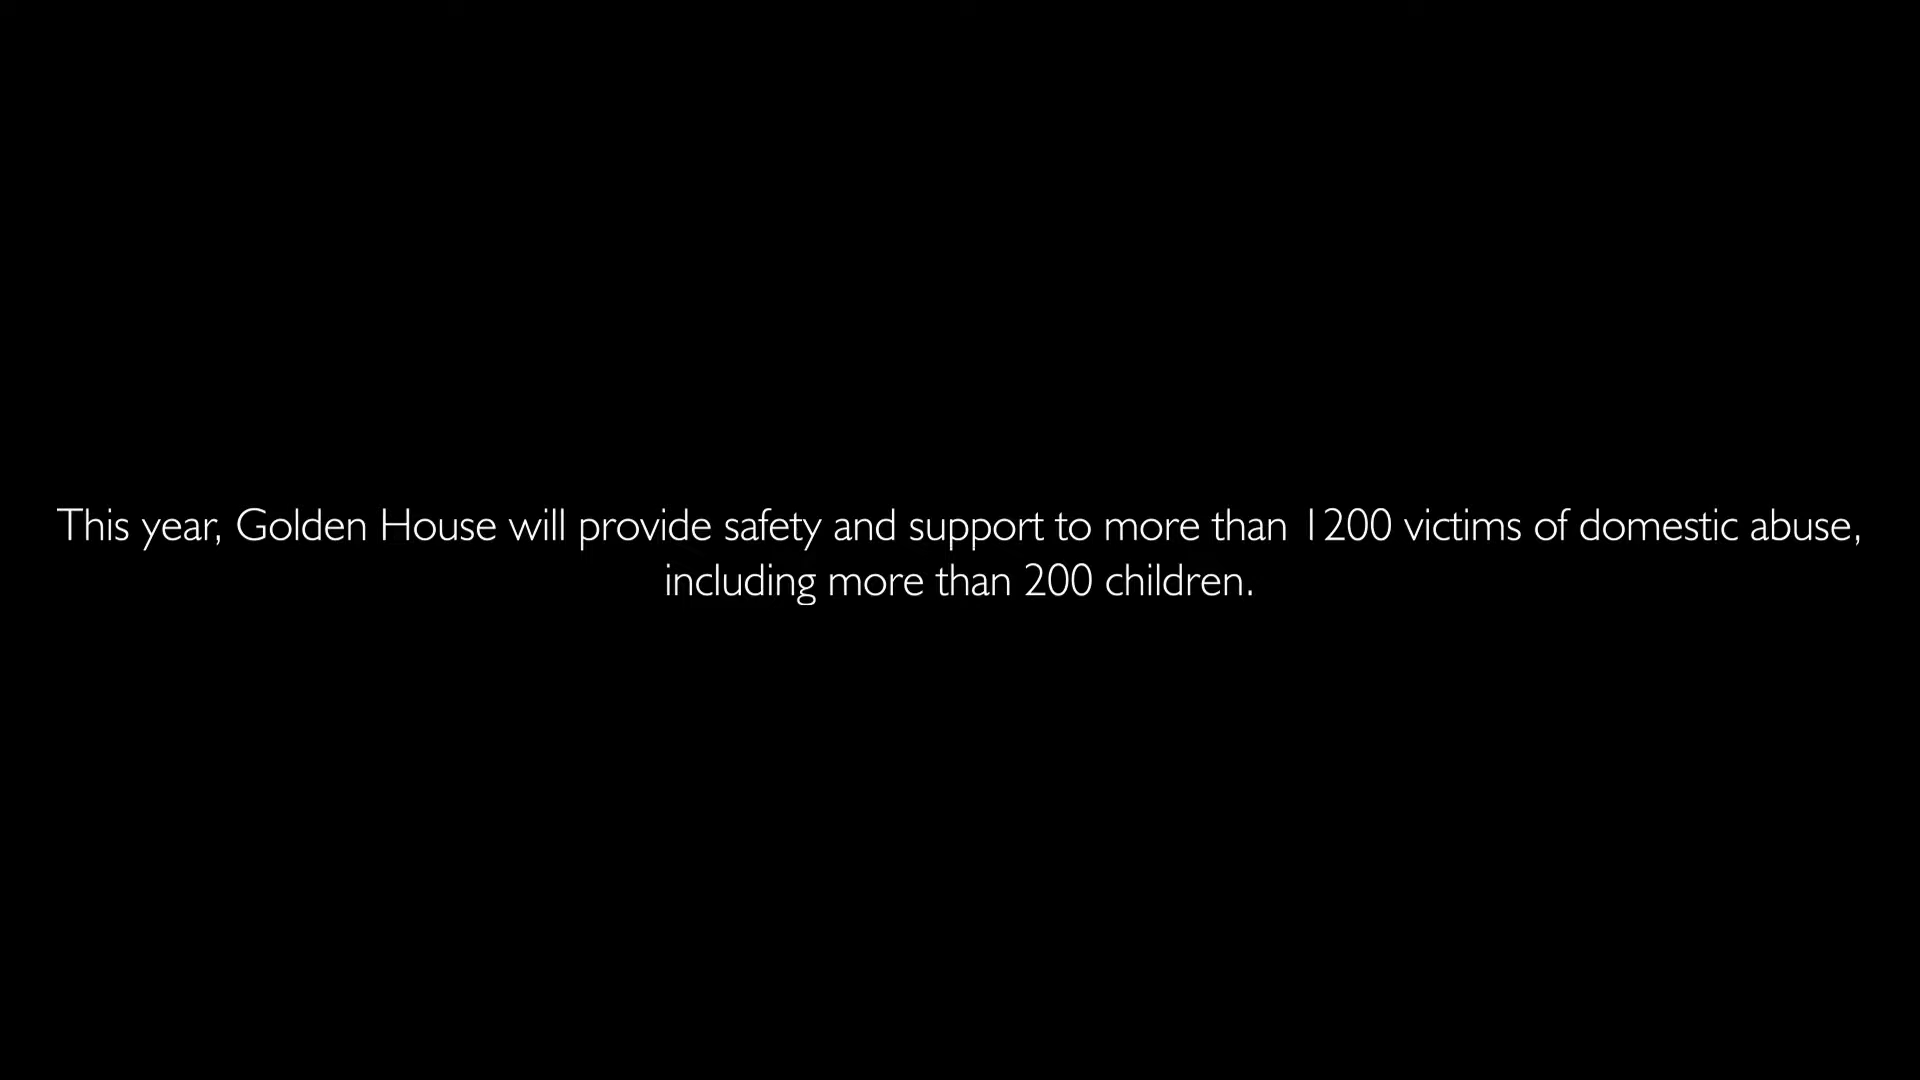 This year, Golden House will provide safety and support to more than 1200 victims of domestic abuse,
including more than 200 children.